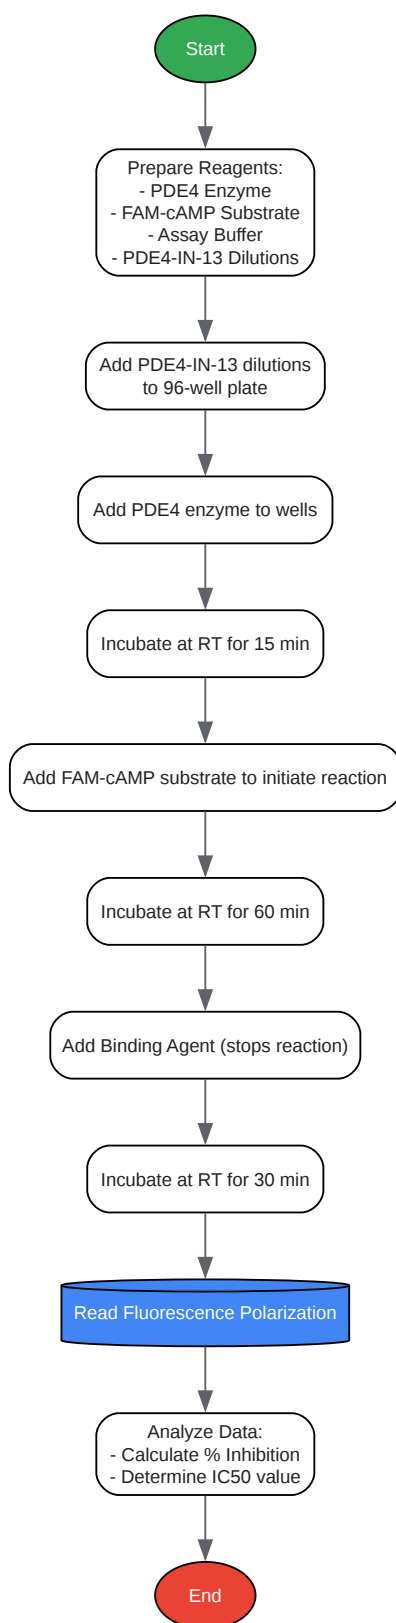 Start
Prepare Reagents:
- PDE4 Enzyme
- FAM-cAMP Substrate
- Assay Buffer
- PDE4-IN-13 Dilutions
Add PDE4-IN-13 dilutions
to 96-well plate
Add PDE4 enzyme to wells
Incubate at RT for 15 min
Add FAM-cAMP substrate to initiate reaction
Incubate at RT for 60 min
Add Binding Agent (stops reaction)
Incubate at RT for 30 min
Read Fluorescence Polarization
Analyze Data:
- Calculate % Inhibition
- Determine IC50 value
End